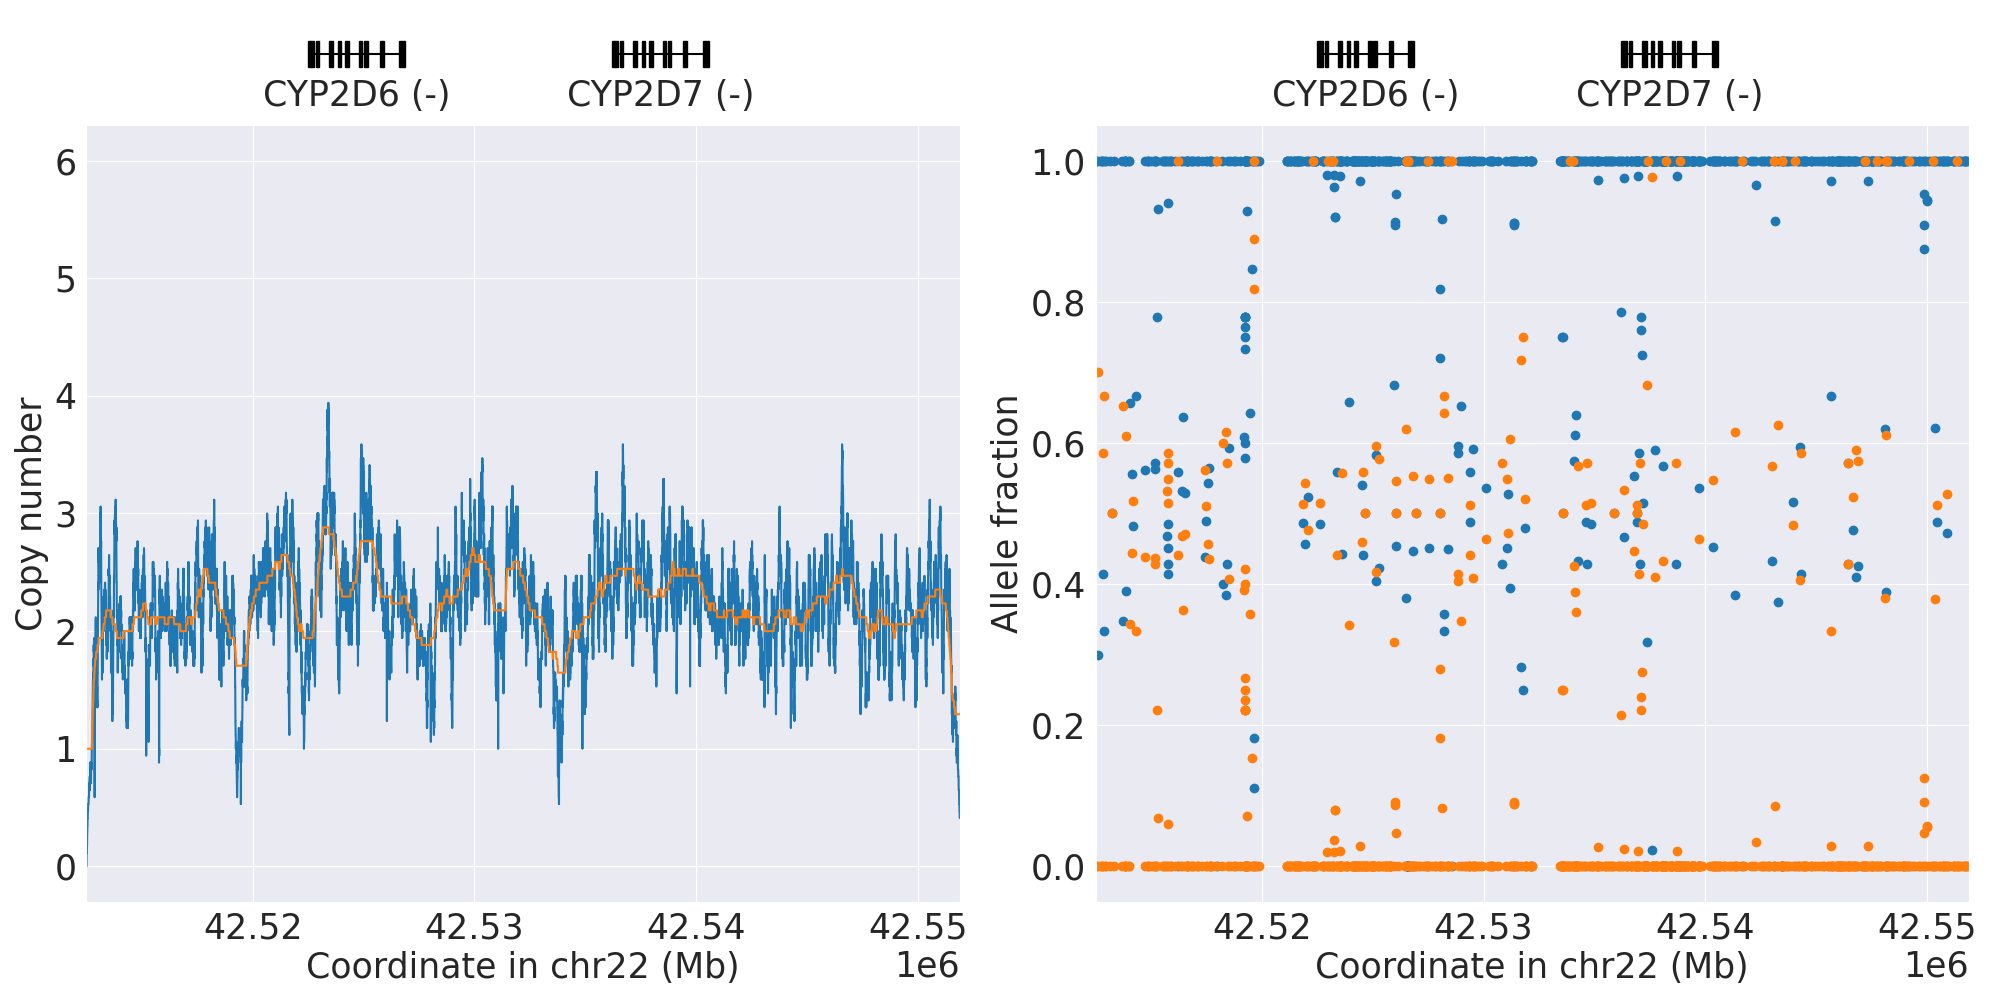 CYP2D6 (-) CYP2D7 (-)
6
5
4
3
2
1
0
Copy number
42.52 42.53 42.54 42.55
Coordinate in chr22 (Mb)
1e6
CYP2D6 (-) CYP2D7 (-)
1.0
0.8
0.6
0.4
0.2
0.0
Allele fraction
42.52 42.53 42.54 42.55
Coordinate in chr22 (Mb)
1e6